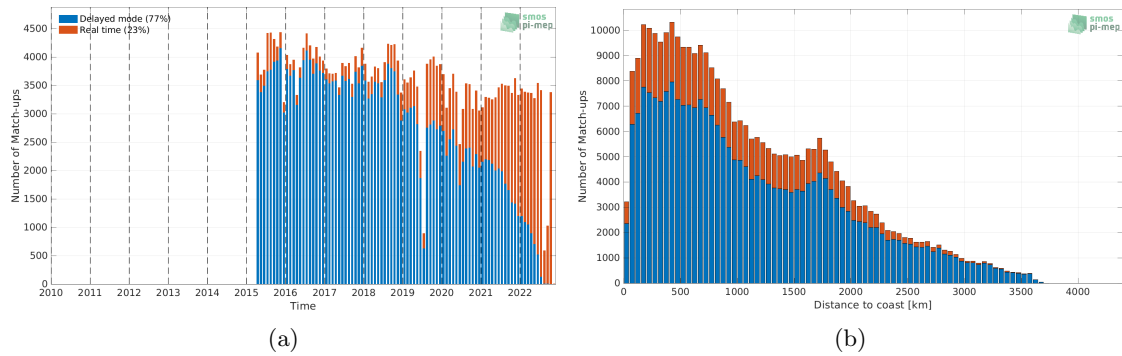 Delayed mode (77%)
Real time (23%)
smos
pi-mep
Number of Match-ups
4500
4000
3500
3000
2500
2000
1500
1000
500
0
2010 2011 2012 2013 2014 2015 2016 2017 2018 2019 2020 2021 2022
Time
(a)
smos
pi-mep
Number of Match-ups
10000
9000
8000
7000
6000
5000
4000
3000
2000
1000
0
0 500 1000 1500 2000 2500 3000 3500 4000
Distance to coast [km]
(b)